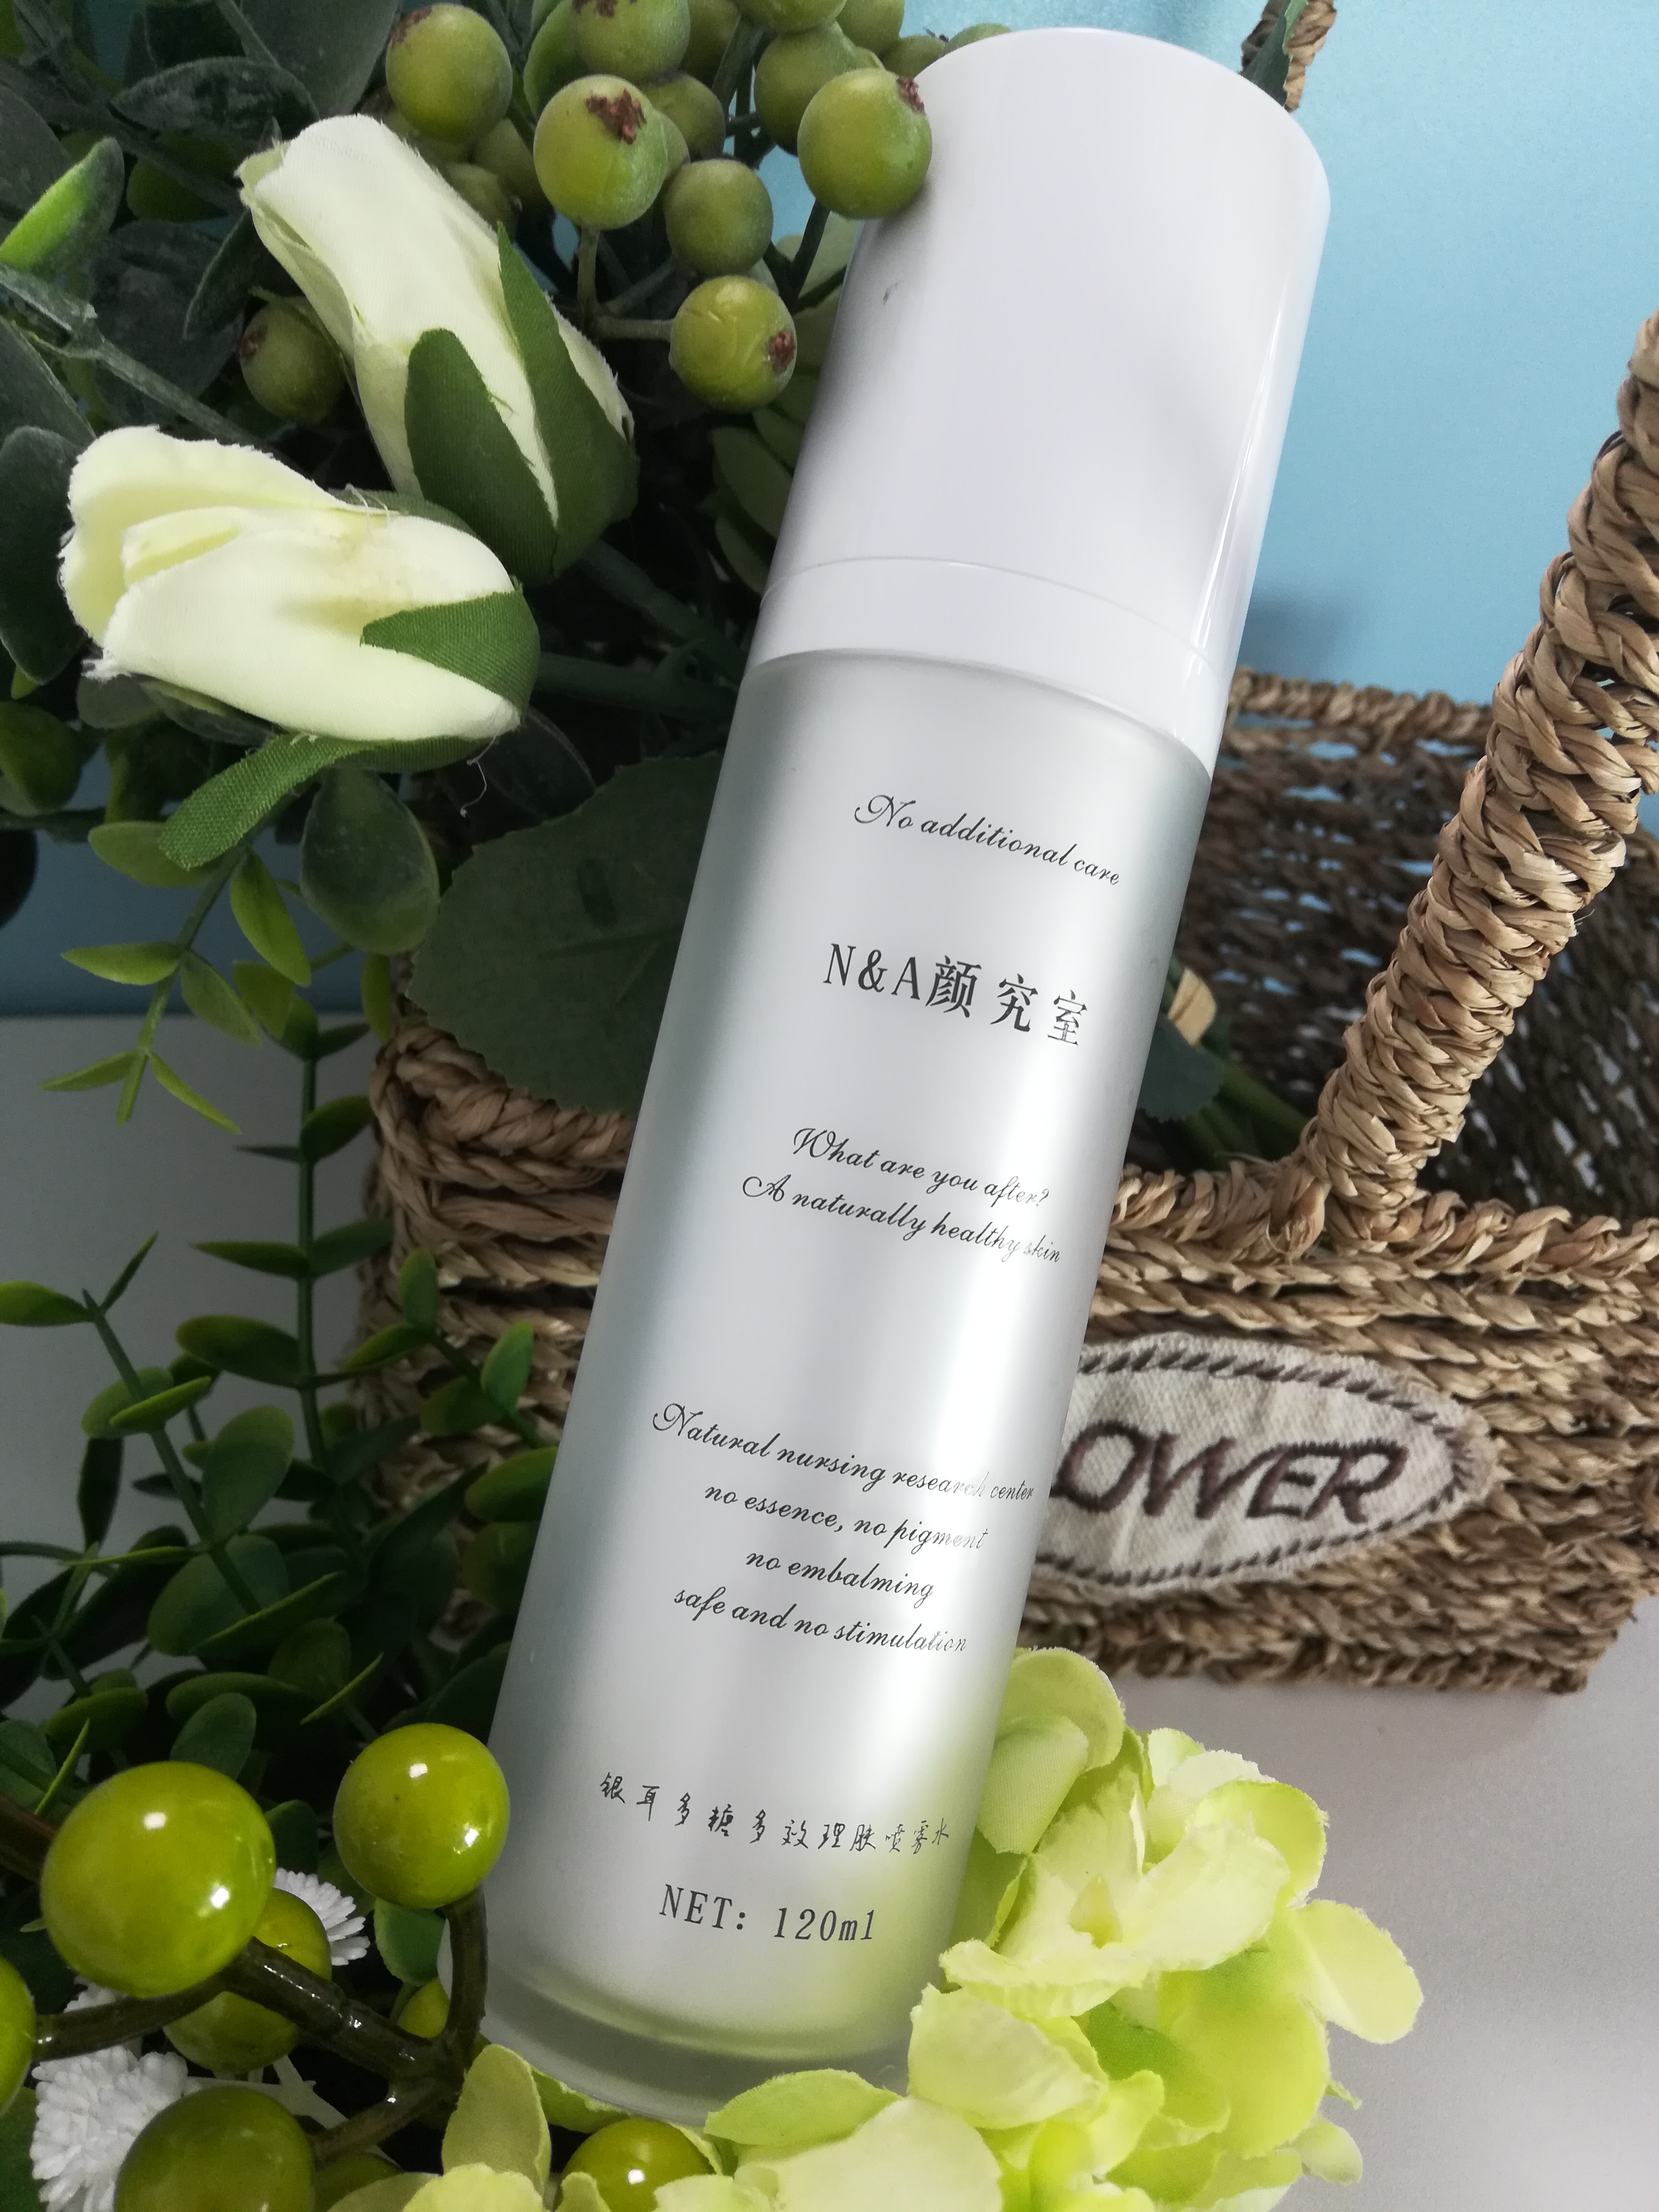 No additional care
N&A颜究室
What are you after?
A naturally healthy skin
Natural nursing research center
no essence, no pigment
no embalming
safe and no stimulation
银耳多糖多效理肤喷雾水
NET: 120ml
OWER